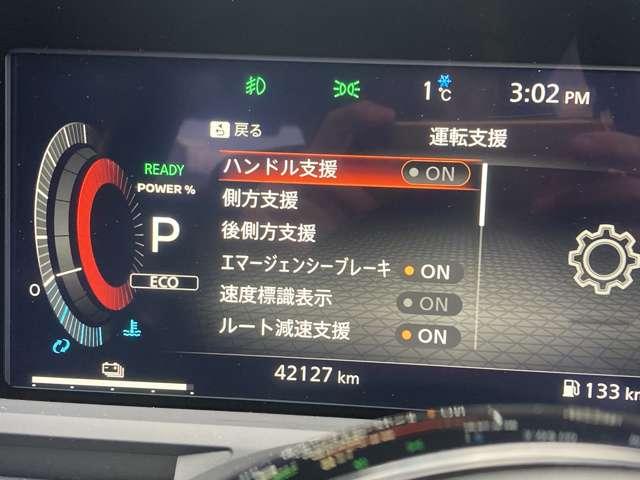 1℃ 3:02 PM
戻る
運転支援
READY
POWER %
P
ECO
0
ハンドル支援 ON
側方支援
後側方支援
エマージェンシーブレーキ ON
速度標識表示 ON
ルート減速支援 ON
42127 km
133 km